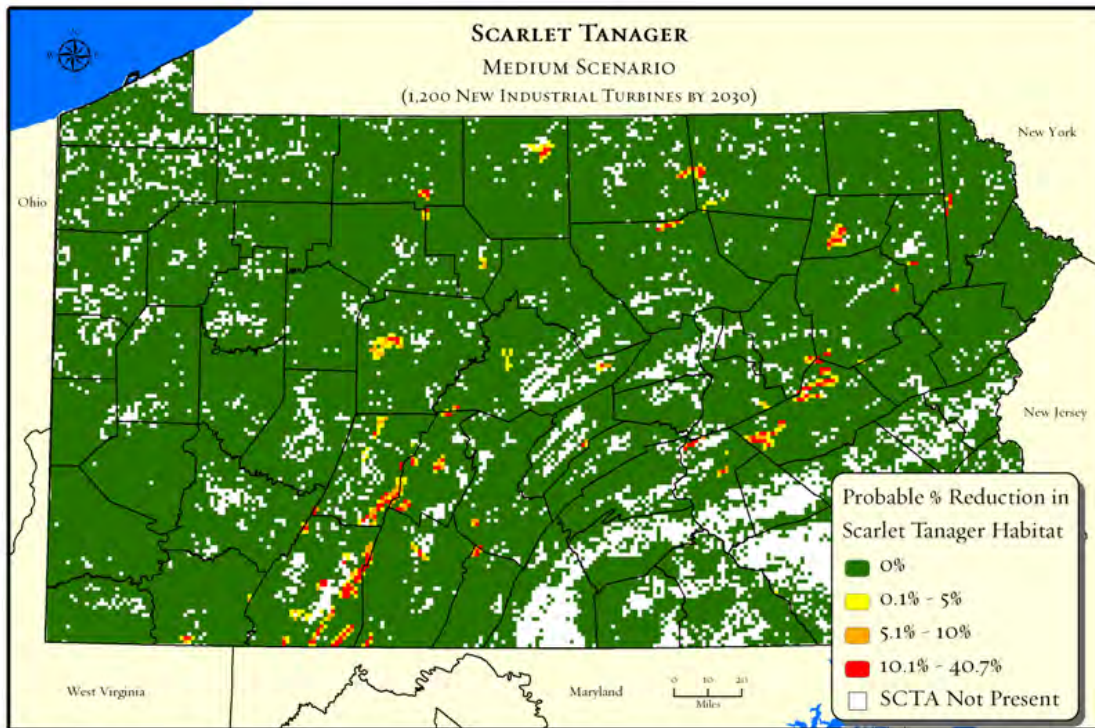 Scarlet Tanager
Medium Scenario
(1,200 New Industrial Turbines by 2030)
New York
Ohio
New Jersey
Probable % Reduction in
Scarlet Tanager Habitat
0%
0.1% - 5%
5.1% - 10%
10.1% - 40.7%
SCTA Not Present
West Virginia
Maryland
0 10 20
Miles